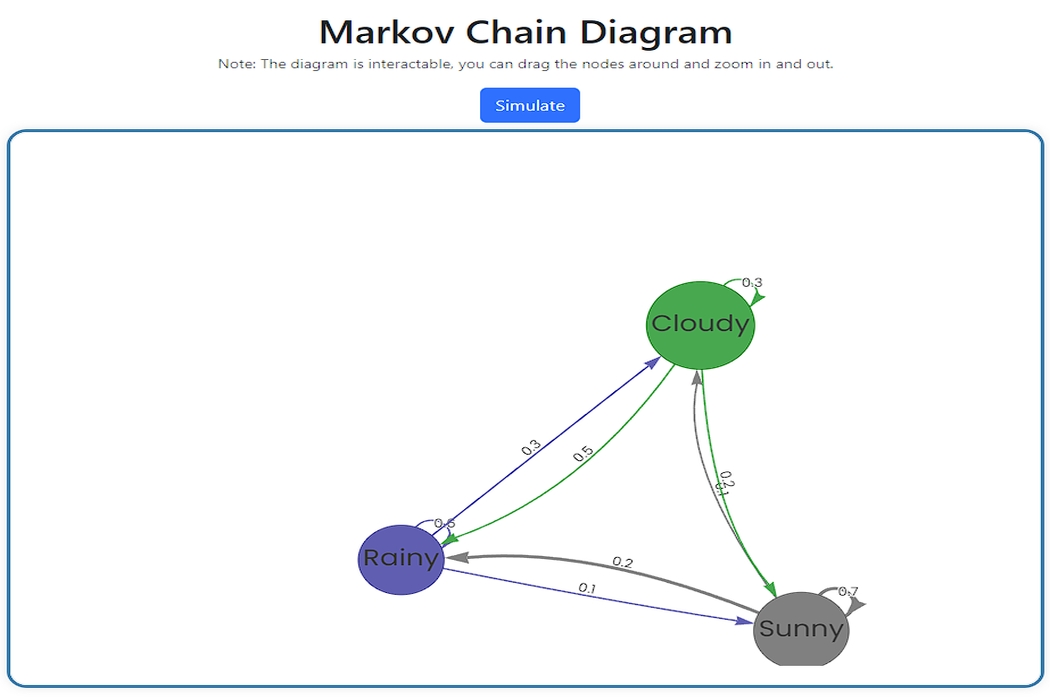 Markov Chain Diagram
Note: The diagram is interactable, you can drag the nodes around and zoom in and out.
Simulate
0.3
Cloudy
0.3
0.5
0.2
0.1
0.6
Rainy
0.2
0.1
0.7
Sunny